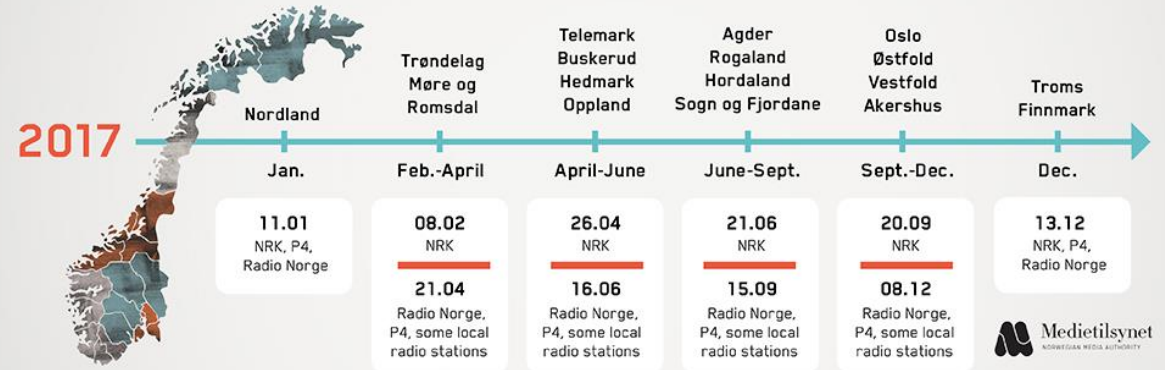 2017
Nordland
Jan.
11.01
NRK, P4,
Radio Norge
Trøndelag
Møre og
Romsdal
Feb.-April
08.02
NRK
21.04
Radio Norge,
P4, some local
radio stations
Telemark
Buskerud
Hedmark
Oppland
April-June
26.04
NRK
16.06
Radio Norge,
P4, some local
radio stations
Agder
Rogaland
Hordaland
Sogn og Fjordane
June-Sept.
21.06
NRK
15.09
Radio Norge,
P4, some local
radio stations
Oslo
Østfold
Vestfold
Akershus
Sept.-Dec.
20.09
NRK
08.12
Radio Norge,
P4, some local
radio stations
Troms
Finnmark
Dec.
13.12
NRK, P4,
Radio Norge
Medietilsynet
NORWEGIAN MEDIA AUTHORITY